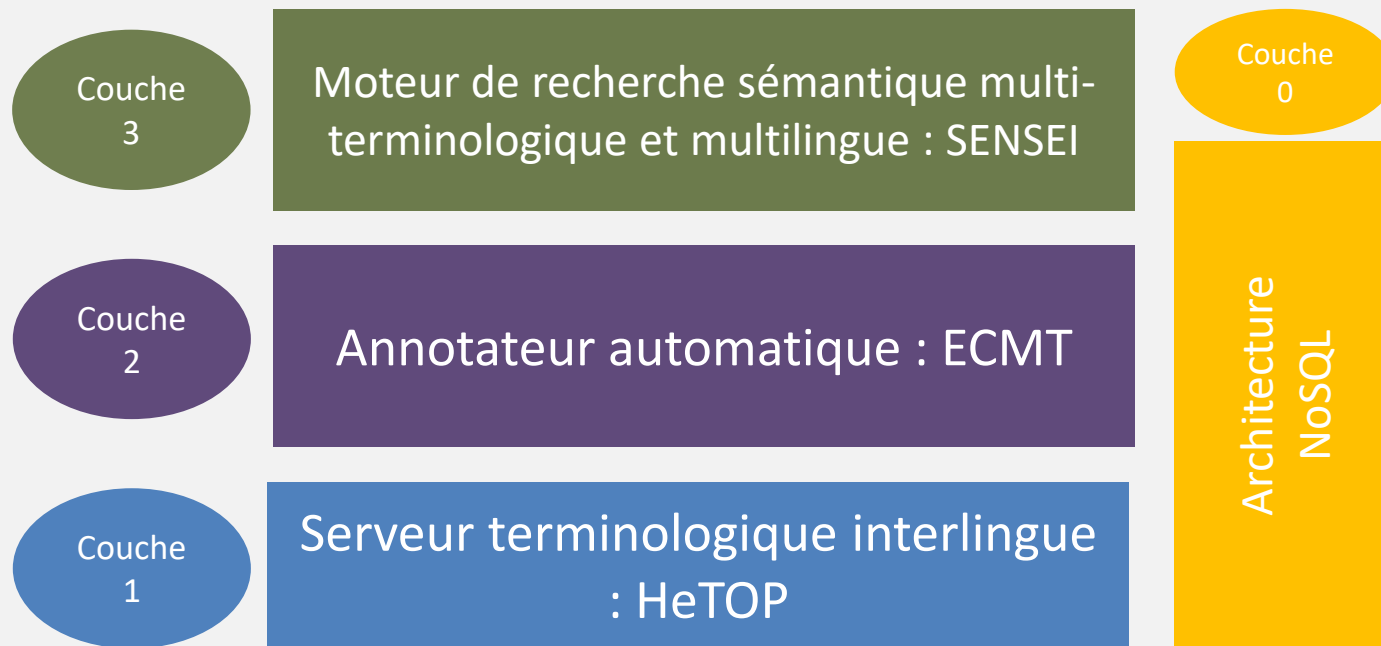 Couche
3
Moteur de recherche sémantique multi-
terminologique et multilingue : SENSEI
Couche
0
Couche
2
Annotateur automatique : ECMT
Architecture
NoSQL
Couche
1
Serveur terminologique interlingue
: HeTOP